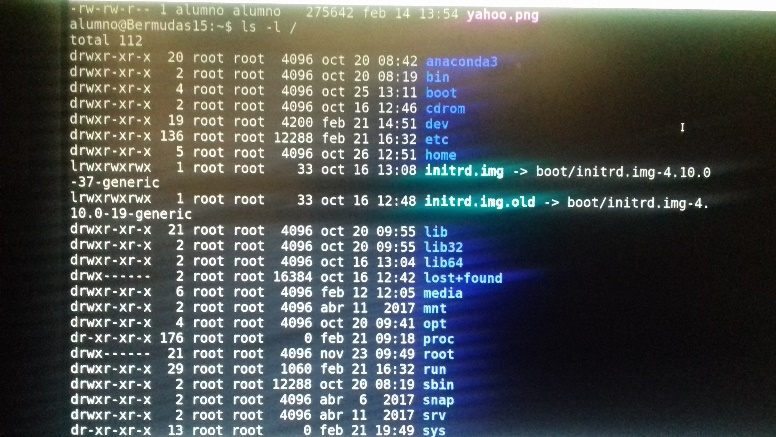 -rw-rw-r-- 1 alumno alumno 275642 feb 14 13:54 yahoo.png
alumno@Bermudas15:~$ ls -l /
total 112
drwxr-xr-x 20 root root 4096 oct 20 08:42 anaconda3
drwxr-xr-x 2 root root 4096 oct 20 08:19 bin
drwxr-xr-x 4 root root 4096 oct 25 13:11 boot
drwxr-xr-x 2 root root 4096 oct 16 12:46 cdrom
drwxr-xr-x 19 root root 4200 feb 21 14:51 dev
drwxr-xr-x 136 root root 12288 feb 21 16:32 etc
drwxr-xr-x 5 root root 4096 oct 26 12:51 home
lrwxrwxrwx 1 root root 33 oct 16 13:08 initrd.img -> boot/initrd.img-4.10.0
-37-generic
lrwxrwxrwx 1 root root 33 oct 16 12:48 initrd.img.old -> boot/initrd.img-4.
10.0-19-generic
drwxr-xr-x 21 root root 4096 oct 20 09:55 lib
drwxr-xr-x 2 root root 4096 oct 20 09:55 lib32
drwxr-xr-x 2 root root 4096 oct 16 13:04 lib64
drwx------ 2 root root 16384 oct 16 12:42 lost+found
drwxr-xr-x 6 root root 4096 feb 12 12:05 media
drwxr-xr-x 2 root root 4096 abr 11 2017 mnt
drwxr-xr-x 4 root root 4096 oct 20 09:41 opt
dr-xr-xr-x 176 root root 0 feb 21 09:18 proc
drwx------ 21 root root 4096 nov 23 09:49 root
drwxr-xr-x 29 root root 1060 feb 21 16:32 run
drwxr-xr-x 2 root root 12288 oct 20 08:19 sbin
drwxr-xr-x 2 root root 4096 abr 6 2017 snap
drwxr-xr-x 2 root root 4096 abr 11 2017 srv
dr-xr-xr-x 13 root root 0 feb 21 19:49 sys